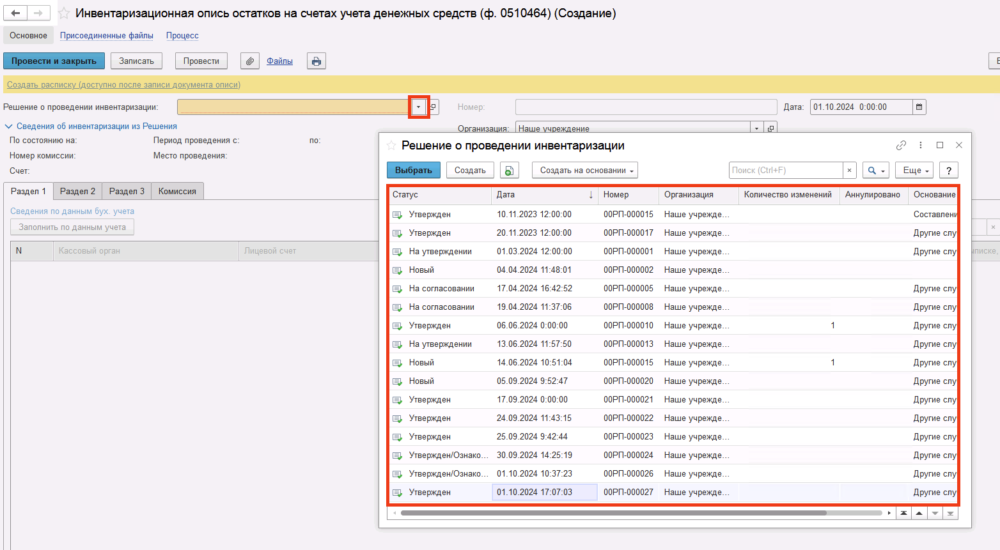 Инвентаризационная опись остатков на счетах учета денежных средств (ф. 0510464) (Создание)
Основное Присоединенные файлы Процесс
Провести и закрыть Записать Провести Файлы
Создать расписку (доступно после записи документа описи)
Решение о проведении инвентаризации: Номер: Дата: 01.10.2024 0:00:00
Сведения об инвентаризации из Решения Организация: Наше учреждение
По состоянию на: Период проведения с: по:
Номер комиссии: Место проведения:
Счет:
Раздел 1 Раздел 2 Раздел 3 Комиссия
Сведения по данным бух. учета
Заполнить по данным учета
N Кассовый орган Лицевой счет
Решение о проведении инвентаризации
Выбрать Создать Создать на основании Поиск (Ctrl+F) × Еще ?
Статус Дата ↓ Номер Организация Количество изменений Аннулировано Основание
Утвержден 10.11.2023 12:00:00 00РП-000015 Наше учрежде... Составлени
Утвержден 20.11.2023 12:00:00 00РП-000017 Наше учрежде... Другие слу
На утверждении 01.03.2024 12:00:00 00РП-000001 Наше учрежде... Другие слу
Новый 04.04.2024 11:48:01 00РП-000002 Наше учрежде...
На согласовании 17.04.2024 16:42:52 00РП-000005 Наше учрежде... Другие слу
На согласовании 19.04.2024 11:37:06 00РП-000008 Наше учрежде... Другие слу
Утвержден 06.06.2024 0:00:00 00РП-000010 Наше учрежде... 1 Другие слу
На утверждении 13.06.2024 11:57:50 00РП-000013 Наше учрежде... Другие слу
Новый 14.06.2024 10:51:04 00РП-000015 Наше учрежде... 1 Другие слу
Новый 05.09.2024 9:52:47 00РП-000020 Наше учрежде... Другие слу
Утвержден 17.09.2024 0:00:00 00РП-000021 Наше учрежде... Другие слу
Утвержден 24.09.2024 11:43:15 00РП-000022 Наше учрежде... Другие слу
Утвержден 25.09.2024 9:42:44 00РП-000023 Наше учрежде... Другие слу
Утвержден/Ознако... 30.09.2024 14:25:19 00РП-000024 Наше учрежде... Другие слу
Утвержден/Ознако... 01.10.2024 10:37:23 00РП-000026 Наше учрежде... Другие слу
Утвержден 01.10.2024 17:07:03 00РП-000027 Наше учрежде... Другие слу